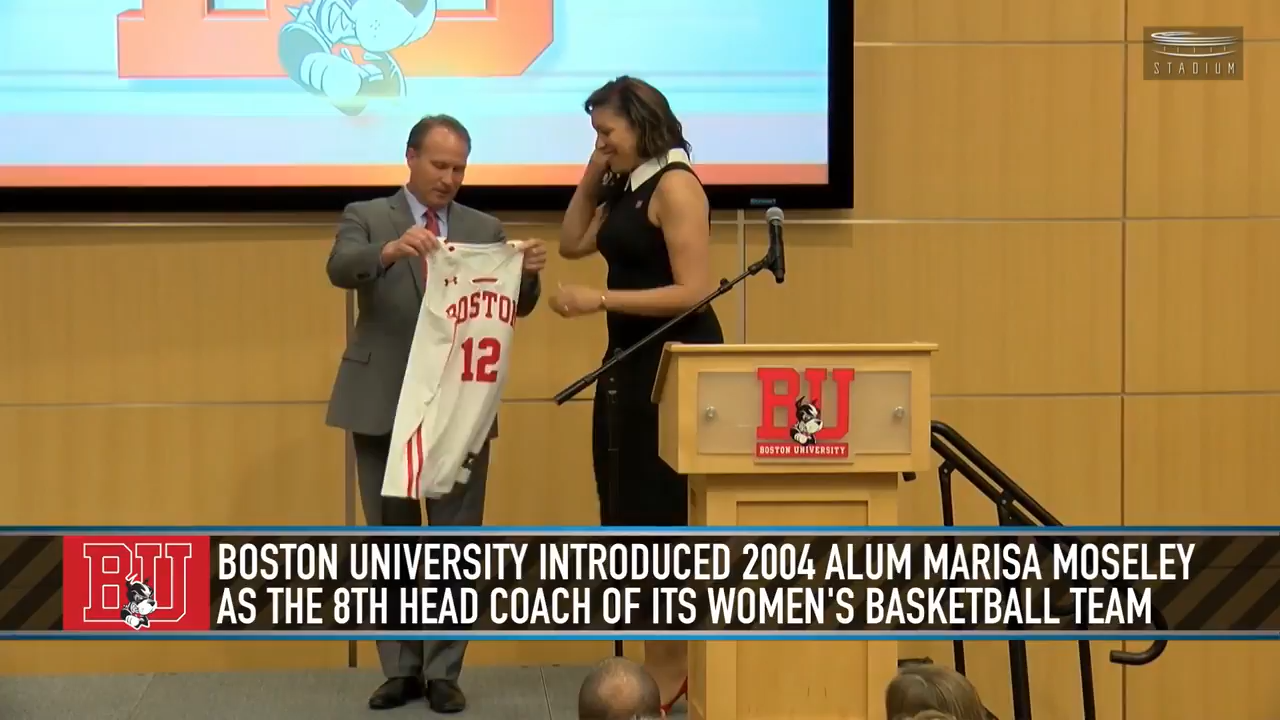 STADIUM
BOSTON
12
BU
BOSTON UNIVERSITY
BU
BOSTON UNIVERSITY INTRODUCED 2004 ALUM MARISA MOSELEY
AS THE 8TH HEAD COACH OF ITS WOMEN'S BASKETBALL TEAM